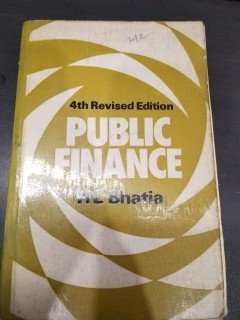 4th Revised Edition
PUBLIC
FINANCE
Bhatia